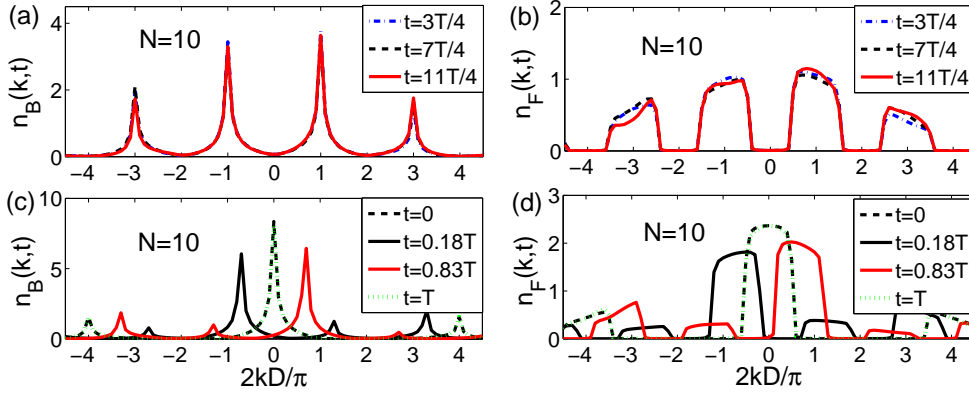 (a)
N=10
t=3T/4
t=7T/4
t=11T/4
n_B(k,t)
4
2
0
−4 −3 −2 −1 0 1 2 3 4
(b)
N=10
t=3T/4
t=7T/4
t=11T/4
n_F(k,t)
2
1
0
−4 −3 −2 −1 0 1 2 3 4
(c)
N=10
t=0
t=0.18T
t=0.83T
t=T
n_B(k,t)
10
5
0
−4 −3 −2 −1 0 1 2 3 4
2kD/π
(d)
N=10
t=0
t=0.18T
t=0.83T
t=T
n_F(k,t)
3
2
1
0
−4 −3 −2 −1 0 1 2 3 4
2kD/π